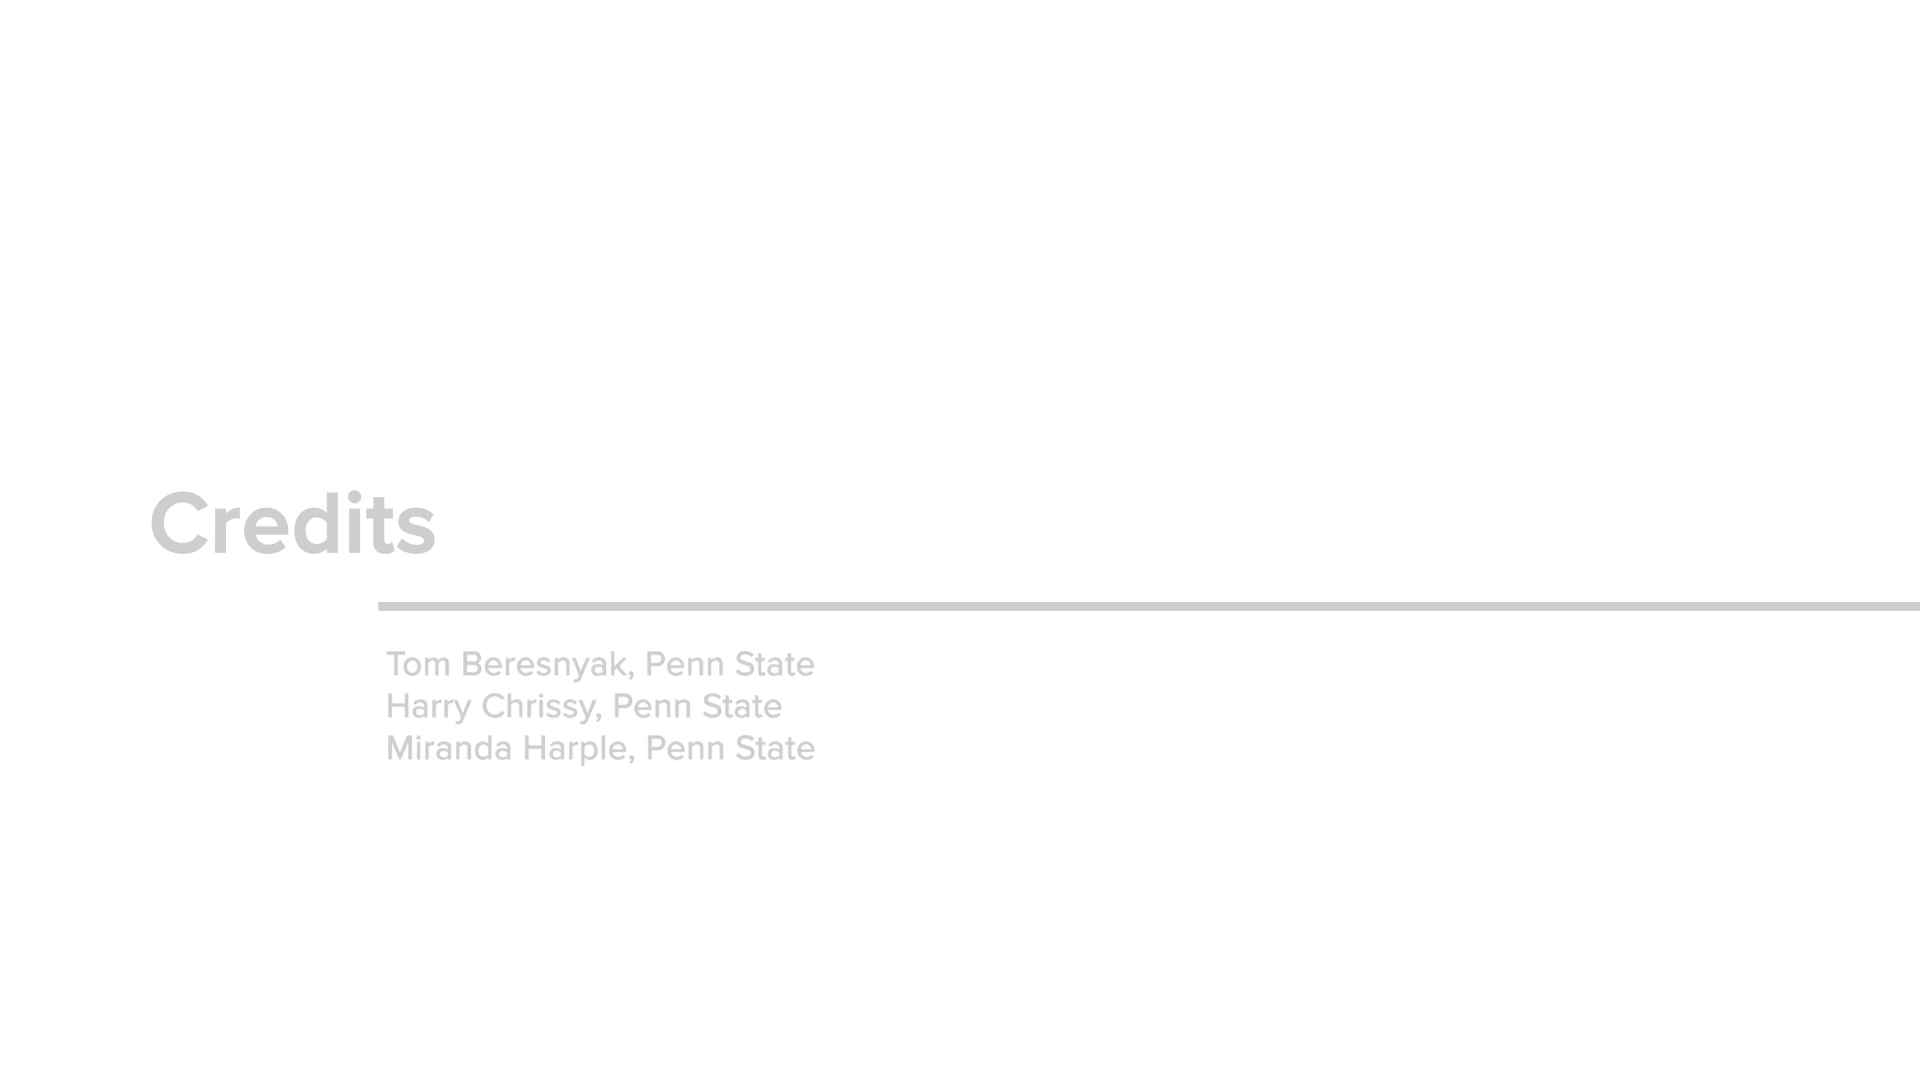 Credits
Tom Beresnyak, Penn State
Harry Chrissy, Penn State
Miranda Harple, Penn State